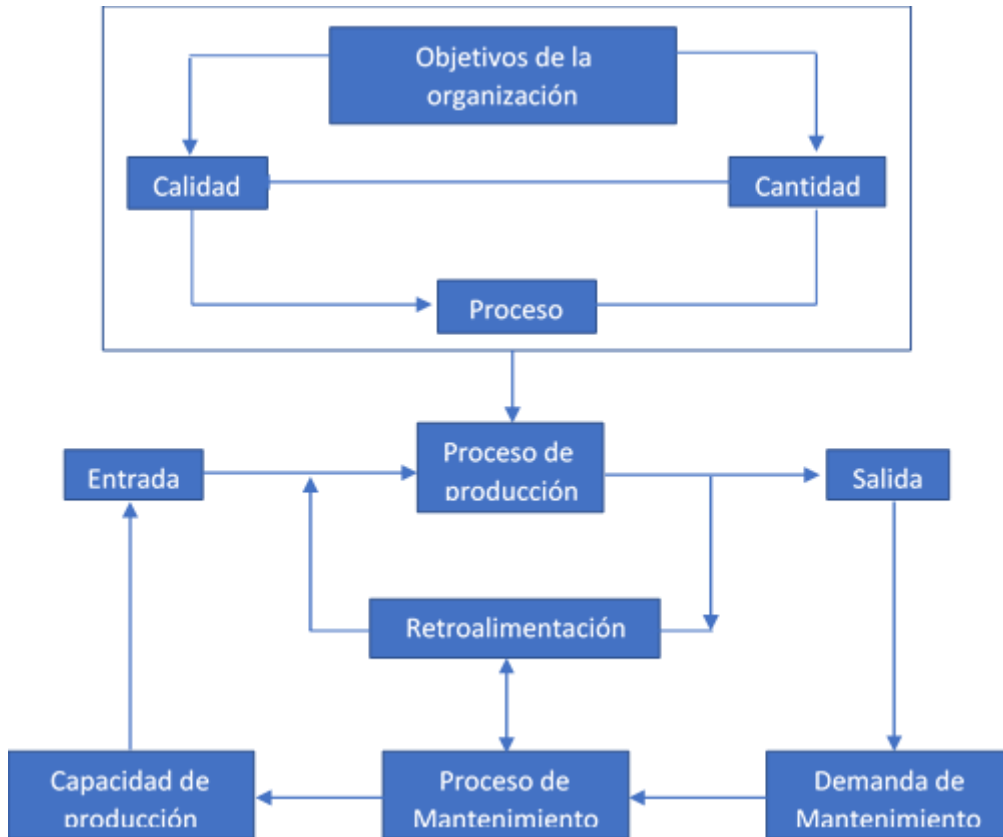 Objetivos de la
organización
Calidad
Cantidad
Proceso
Entrada
Proceso de
producción
Salida
Retroalimentación
Capacidad de
producción
Proceso de
Mantenimiento
Demanda de
Mantenimiento